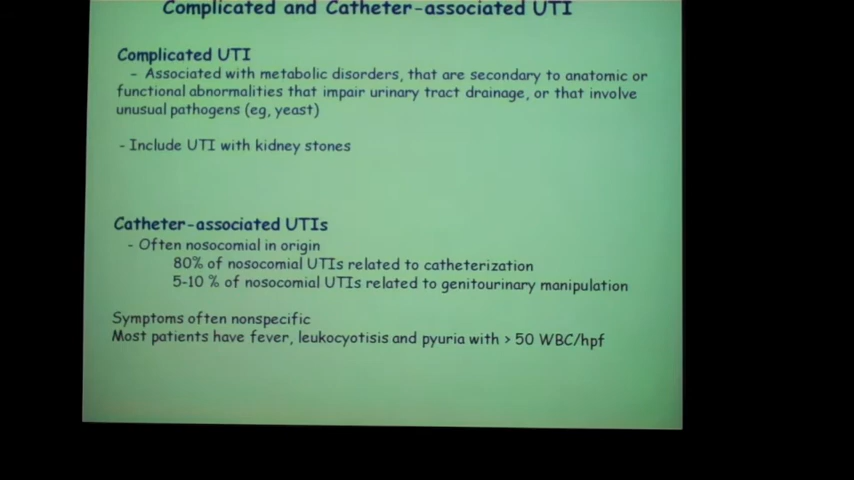 Complicated and Catheter-associated UTI
Complicated UTI
- Associated with metabolic disorders, that are secondary to anatomic or
functional abnormalities that impair urinary tract drainage, or that involve
unusual pathogens (eg, yeast)
- Include UTI with kidney stones
Catheter-associated UTIs
- Often nosocomial in origin
80% of nosocomial UTIs related to catheterization
5-10 % of nosocomial UTIs related to genitourinary manipulation
Symptoms often nonspecific
Most patients have fever, leukocyotisis and pyuria with > 50 WBC/hpf